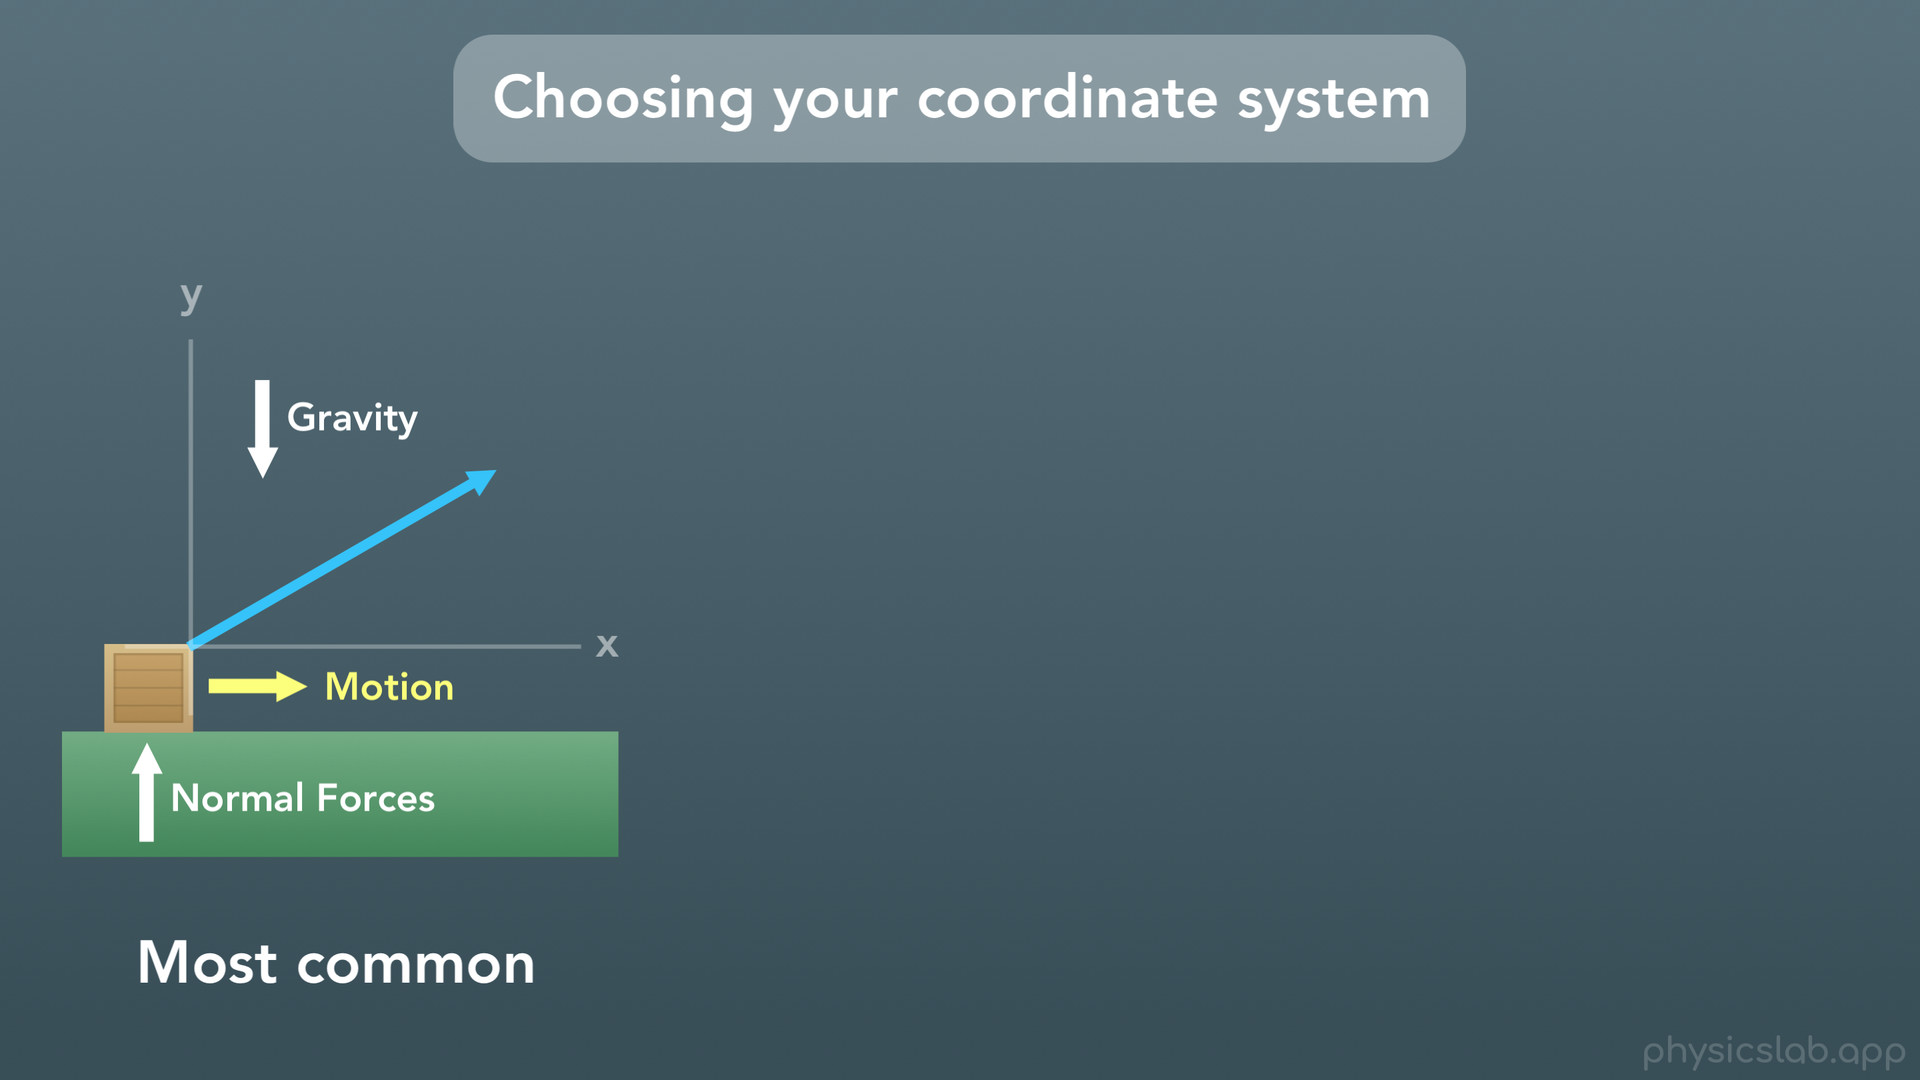 Choosing your coordinate system
y
Gravity
x
Motion
Normal Forces
Most common
physicslab.app